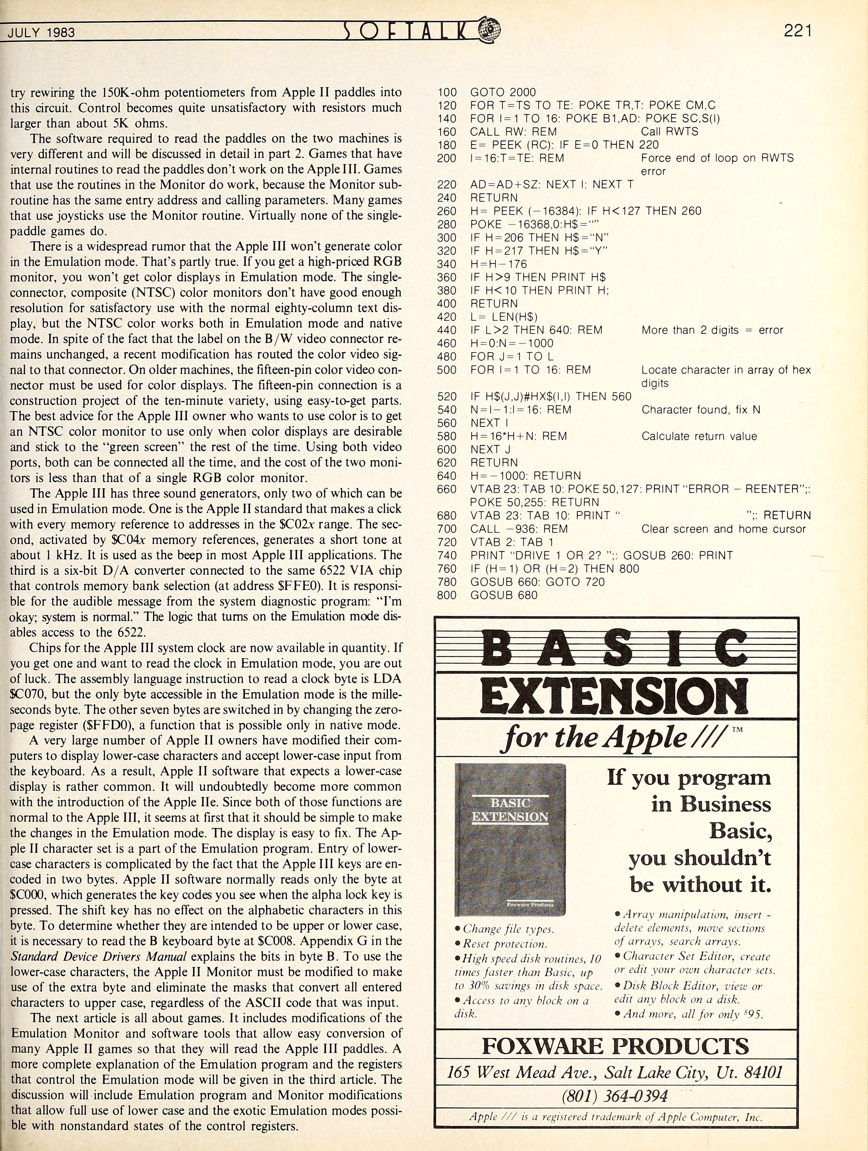 JULY 1983
SOFTALK
221
try rewiring the 150K-ohm potentiometers from Apple II paddles into
this circuit. Control becomes quite unsatisfactory with resistors much
larger than about 5K ohms.
The software required to read the paddles on the two machines is
very different and will be discussed in detail in part 2. Games that have
internal routines to read the paddles don't work on the Apple III. Games
that use the routines in the Monitor do work, because the Monitor sub-
routine has the same entry address and calling parameters. Many games
that use joysticks use the Monitor routine. Virtually none of the single-
paddle games do.
There is a widespread rumor that the Apple III won't generate color
in the Emulation mode. That's partly true. If you get a high-priced RGB
monitor, you won't get color displays in Emulation mode. The single-
connector, composite (NTSC) color monitors don't have good enough
resolution for satisfactory use with the normal eighty-column text dis-
play, but the NTSC color works both in Emulation mode and native
mode. In spite of the fact that the label on the B/W video connector re-
mains unchanged, a recent modification has routed the color video sig-
nal to that connector. On older machines, the fifteen-pin color video con-
nector must be used for color displays. The fifteen-pin connection is a
construction project of the ten-minute variety, using easy-to-get parts.
The best advice for the Apple III owner who wants to use color is to get
an NTSC color monitor to use only when color displays are desirable
and stick to the "green screen" the rest of the time. Using both video
ports, both can be connected all the time, and the cost of the two moni-
tors is less than that of a single RGB color monitor.
The Apple III has three sound generators, only two of which can be
used in Emulation mode. One is the Apple II standard that makes a click
with every memory reference to addresses in the $C02x range. The sec-
ond, activated by $C04x memory references, generates a short tone at
about 1 kHz. It is used as the beep in most Apple III applications. The
third is a six-bit D/A converter connected to the same 6522 VIA chip
that controls memory bank selection (at address $FFE0). It is responsi-
ble for the audible message from the system diagnostic program: "I'm
okay; system is normal." The logic that turns on the Emulation mode dis-
ables access to the 6522.
Chips for the Apple III system clock are now available in quantity. If
you get one and want to read the clock in Emulation mode, you are out
of luck. The assembly language instruction to read a clock byte is LDA
$C070, but the only byte accessible in the Emulation mode is the mille-
seconds byte. The other seven bytes are switched in by changing the zero-
page register ($FFD0), a function that is possible only in native mode.
A very large number of Apple II owners have modified their com-
puters to display lower-case characters and accept lower-case input from
the keyboard. As a result, Apple II software that expects a lower-case
display is rather common. It will undoubtedly become more common
with the introduction of the Apple IIe. Since both of those functions are
normal to the Apple III, it seems at first that it should be simple to make
the changes in the Emulation mode. The display is easy to fix. The Ap-
ple II character set is a part of the Emulation program. Entry of lower-
case characters is complicated by the fact that the Apple III keys are en-
coded in two bytes. Apple II software normally reads only the byte at
$C000, which generates the key codes you see when the alpha lock key is
pressed. The shift key has no effect on the alphabetic characters in this
byte. To determine whether they are intended to be upper or lower case,
it is necessary to read the B keyboard byte at $C008. Appendix G in the
Standard Device Drivers Manual explains the bits in byte B. To use the
lower-case characters, the Apple II Monitor must be modified to make
use of the extra byte and eliminate the masks that convert all entered
characters to upper case, regardless of the ASCII code that was input.
The next article is all about games. It includes modifications of the
Emulation Monitor and software tools that allow easy conversion of
many Apple II games so that they will read the Apple III paddles. A
more complete explanation of the Emulation program and the registers
that control the Emulation mode will be given in the third article. The
discussion will include Emulation program and Monitor modifications
that allow full use of lower case and the exotic Emulation modes possi-
ble with nonstandard states of the control registers.
100 GOTO 2000
120 FOR T=TS TO TE: POKE TR,T: POKE CM,C
140 FOR I=1 TO 16: POKE B1,AD: POKE SC,S(I)
160 CALL RW: REM Call RWTS
180 E= PEEK (RC): IF E=0 THEN 220
200 I=16:T=TE: REM Force end of loop on RWTS
error
220 AD=AD+SZ: NEXT I: NEXT T
240 RETURN
260 H= PEEK (−16384): IF H<127 THEN 260
280 POKE −16368,0:H$=""
300 IF H=206 THEN H$="N"
320 IF H=217 THEN H$="Y"
340 H=H−176
360 IF H>9 THEN PRINT H$
380 IF H<10 THEN PRINT H;
400 RETURN
420 L= LEN(H$)
440 IF L>2 THEN 640: REM More than 2 digits = error
460 H=0:N=−1000
480 FOR J=1 TO L
500 FOR I=1 TO 16: REM Locate character in array of hex
digits
520 IF H$(J,J)#HX$(I,I) THEN 560
540 N=I−1:I=16: REM Character found, fix N
560 NEXT I
580 H=16*H+N: REM Calculate return value
600 NEXT J
620 RETURN
640 H=−1000: RETURN
660 VTAB 23: TAB 10: POKE 50,127: PRINT "ERROR − REENTER";:
POKE 50,255: RETURN
680 VTAB 23: TAB 10: PRINT " ";: RETURN
700 CALL −936: REM Clear screen and home cursor
720 VTAB 2: TAB 1
740 PRINT "DRIVE 1 OR 2? ";: GOSUB 260: PRINT
760 IF (H=1) OR (H=2) THEN 800
780 GOSUB 660: GOTO 720
800 GOSUB 680
BASIC
EXTENSION
for the Apple /// ™
BASIC
EXTENSION
Foxware Products
If you program
in Business
Basic,
you shouldn't
be without it.
• Change file types.
• Reset protection.
• High speed disk routines, 10
times faster than Basic, up
to 30% savings in disk space.
• Access to any block on a
disk.
• Array manipulation, insert -
delete elements, move sections
of arrays, search arrays.
• Character Set Editor, create
or edit your own character sets.
• Disk Block Editor, view or
edit any block on a disk.
• And more, all for only $95.
FOXWARE PRODUCTS
165 West Mead Ave., Salt Lake City, Ut. 84101
(801) 364-0394
Apple /// is a registered trademark of Apple Computer, Inc.